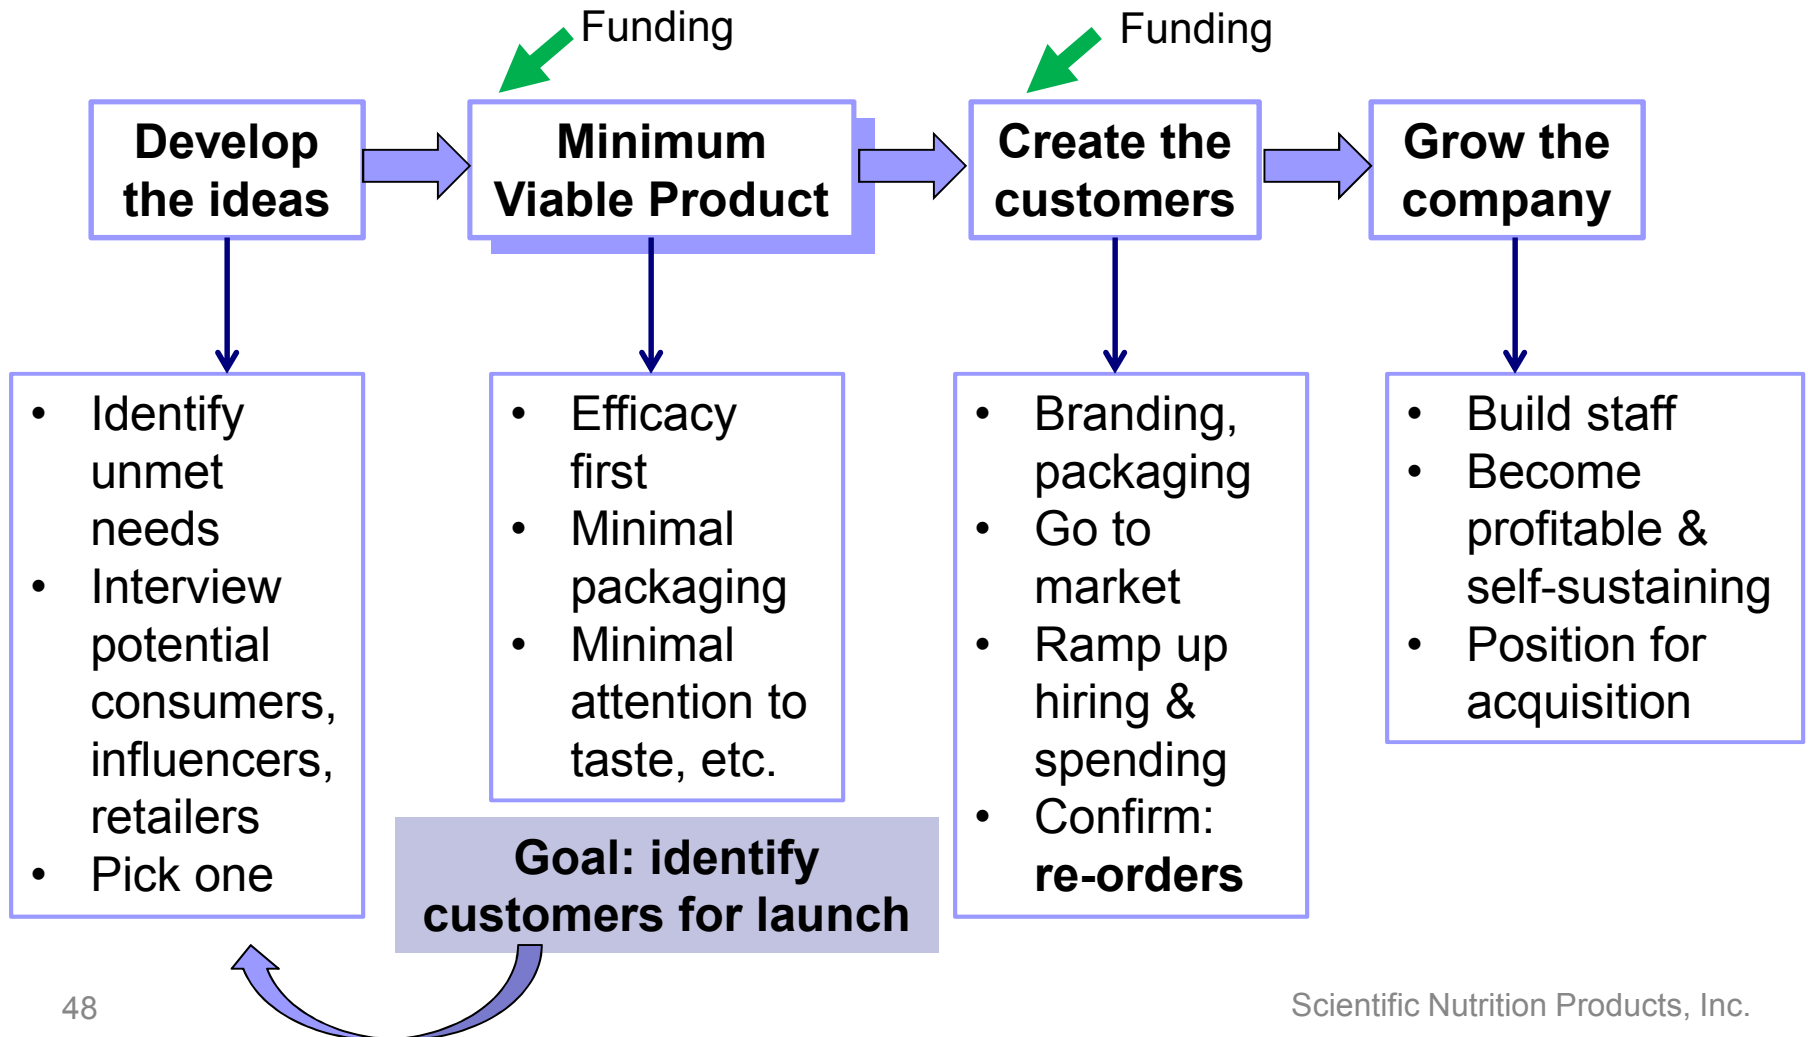 Funding
Funding
Develop
the ideas
Minimum
Viable Product
Create the
customers
Grow the
company
• Identify
unmet
needs
• Interview
potential
consumers,
influencers,
retailers
• Pick one
• Efficacy
first
• Minimal
packaging
• Minimal
attention to
taste, etc.
Goal: identify
customers for launch
• Branding,
packaging
• Go to
market
• Ramp up
hiring &
spending
• Confirm:
re-orders
• Build staff
• Become
profitable &
self-sustaining
• Position for
acquisition
48
Scientific Nutrition Products, Inc.